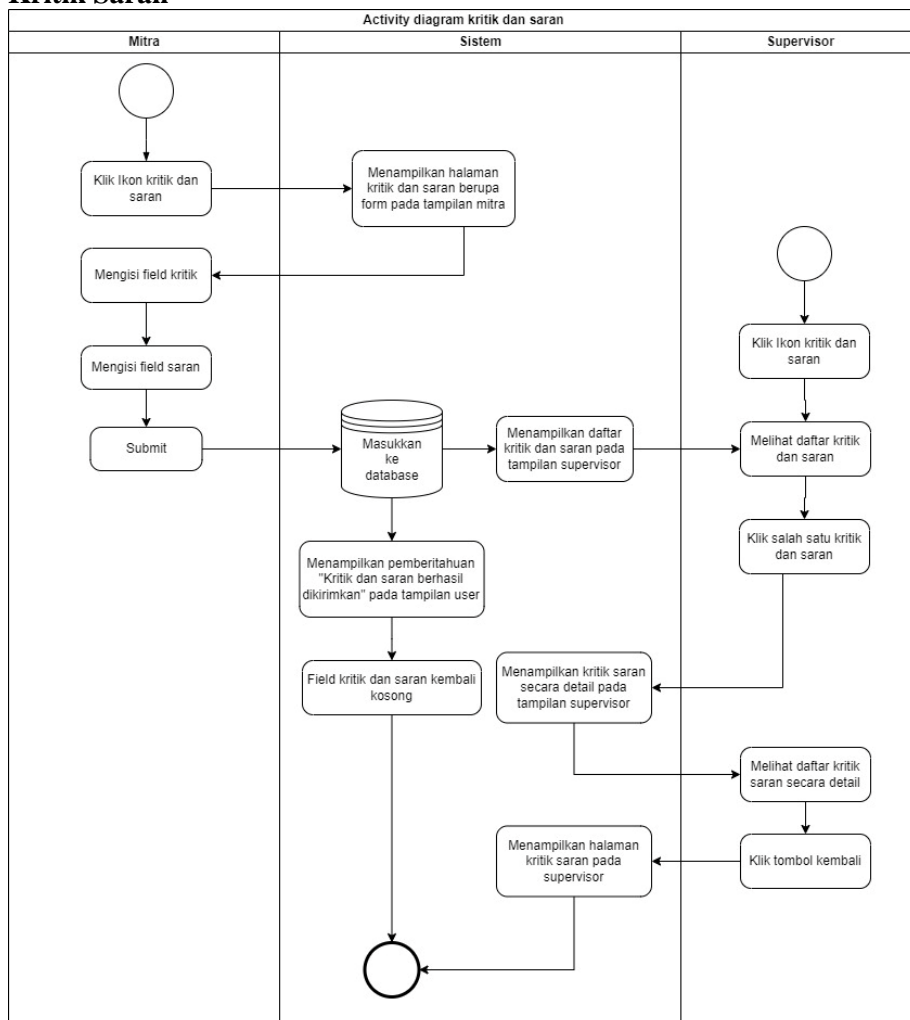 Kritik Saran
Activity diagram kritik dan saran
Mitra
Sistem
Supervisor
Klik Ikon kritik dan
saran
Menampilkan halaman
kritik dan saran berupa
form pada tampilan mitra
Mengisi field kritik
Mengisi field saran
Submit
Masukkan
ke
database
Menampilkan daftar
kritik dan saran pada
tampilan supervisor
Klik Ikon kritik dan
saran
Melihat daftar kritik
dan saran
Klik salah satu kritik
dan saran
Menampilkan pemberitahuan
"Kritik dan saran berhasil
dikirimkan" pada tampilan user
Field kritik dan saran kembali
kosong
Menampilkan kritik saran
secara detail pada
tampilan supervisor
Melihat daftar kritik
saran secara detail
Klik tombol kembali
Menampilkan halaman
kritik saran pada
supervisor